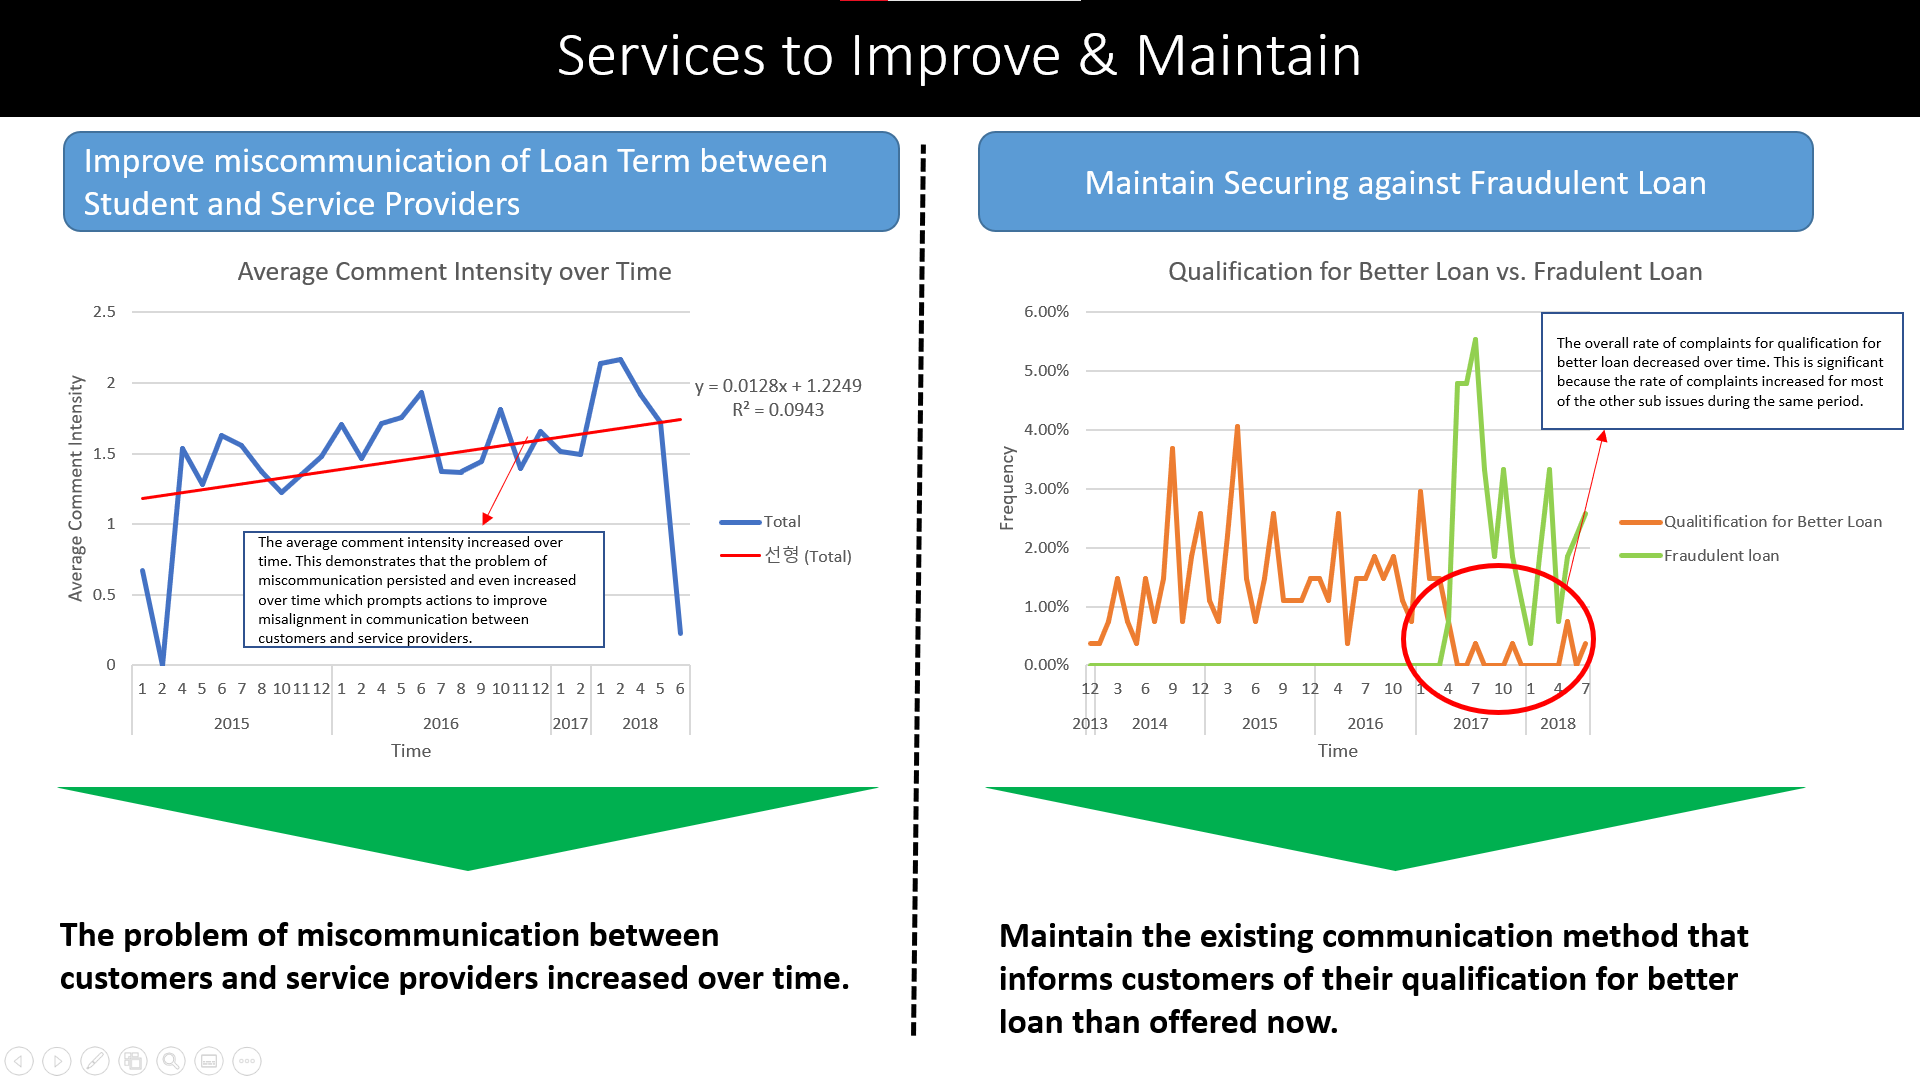 Services to Improve & Maintain
Improve miscommunication of Loan Term between
Student and Service Providers
Average Comment Intensity over Time
2.5
2
1.5
1
0.5
0
Average Comment Intensity
y = 0.0128x + 1.2249
R² = 0.0943
Total
선형 (Total)
The average comment intensity increased over
time. This demonstrates that the problem of
miscommunication persisted and even increased
over time which prompts actions to improve
misalignment in communication between
customers and service providers.
1 2 4 5 6 7 8 10 11 12 1 2 4 5 6 7 8 9 10 11 12 1 2 1 2 4 5 6
2015 2016 2017 2018
Time
The problem of miscommunication between
customers and service providers increased over time.
Maintain Securing against Fraudulent Loan
Qualification for Better Loan vs. Fradulent Loan
6.00%
5.00%
4.00%
3.00%
2.00%
1.00%
0.00%
Frequency
The overall rate of complaints for qualification for
better loan decreased over time. This is significant
because the rate of complaints increased for most
of the other sub issues during the same period.
Qualitification for Better Loan
Fraudulent loan
12 3 6 9 12 3 6 9 12 4 7 10 1 4 7 10 1 4 7
2013 2014 2015 2016 2017 2018
Time
Maintain the existing communication method that
informs customers of their qualification for better
loan than offered now.